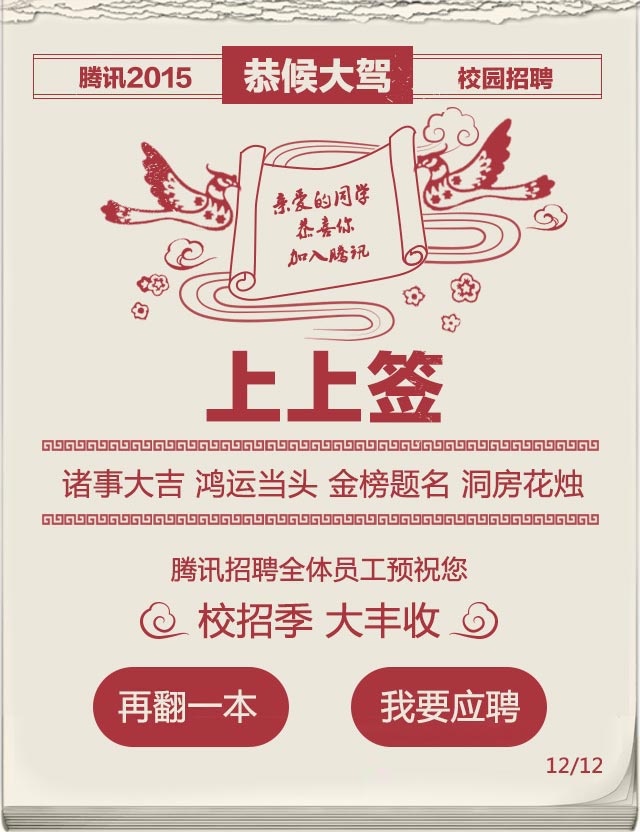 腾讯2015 恭候大驾 校园招聘
亲爱的同学
恭喜你
加入腾讯
上上签
诸事大吉 鸿运当头 金榜题名 洞房花烛
腾讯招聘全体员工预祝您
校招季 大丰收
再翻一本 我要应聘
12/12